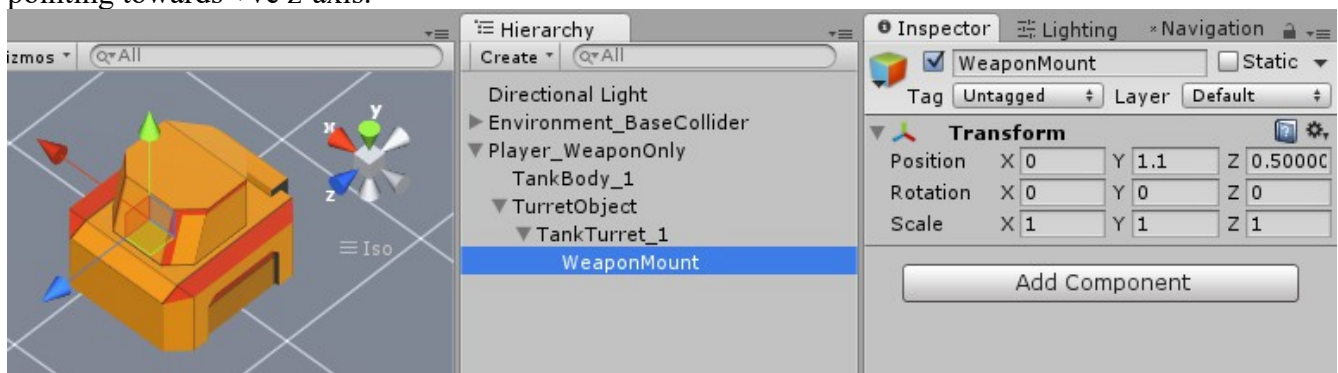 pointing towards +ve z-axis.
izmos
All
x
y
z
Iso
Hierarchy
Create
All
Directional Light
Environment_BaseCollider
Player_WeaponOnly
TankBody_1
TurretObject
TankTurret_1
WeaponMount
Inspector
Lighting
Navigation
WeaponMount
Static
Tag Untagged Layer Default
Transform
Position X 0 Y 1.1 Z 0.50000
Rotation X 0 Y 0 Z 0
Scale X 1 Y 1 Z 1
Add Component